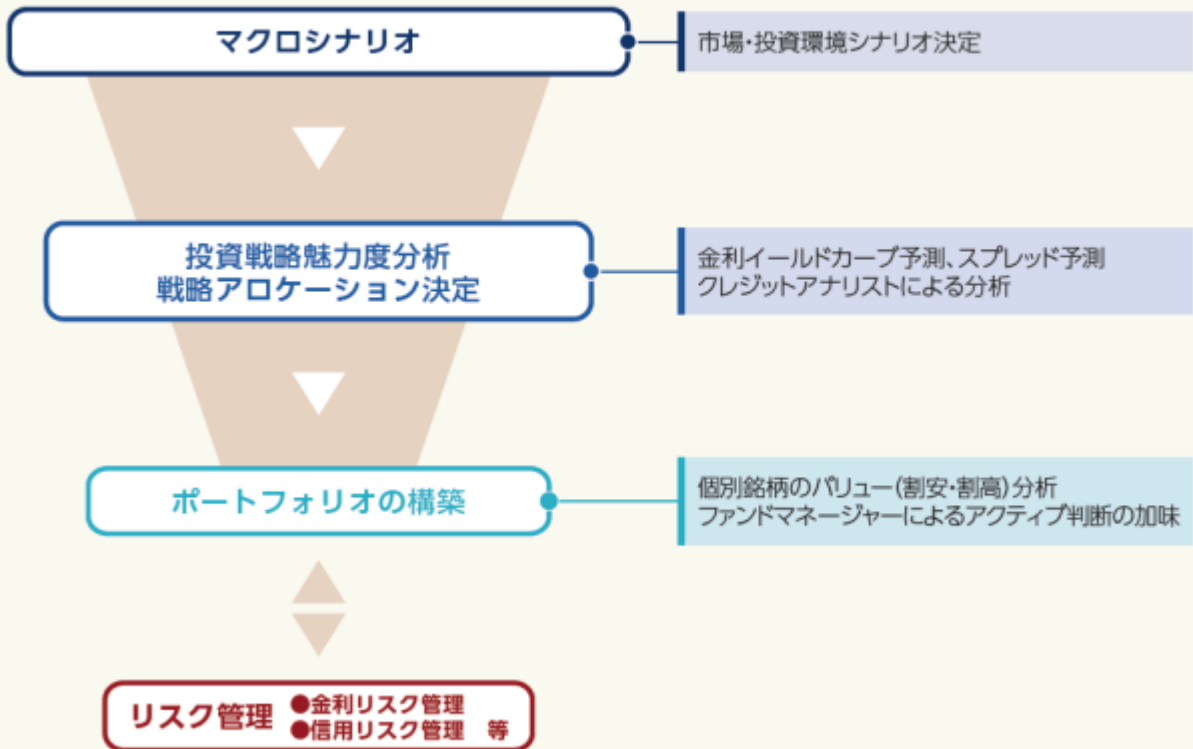 マクロシナリオ
市場・投資環境シナリオ決定
投資戦略魅力度分析
戦略アロケーション決定
金利イールドカーブ予測、スプレッド予測
クレジットアナリストによる分析
ポートフォリオの構築
個別銘柄のバリュー(割安・割高)分析
ファンドマネージャーによるアクティブ判断の加味
リスク管理
●金利リスク管理
●信用リスク管理 等